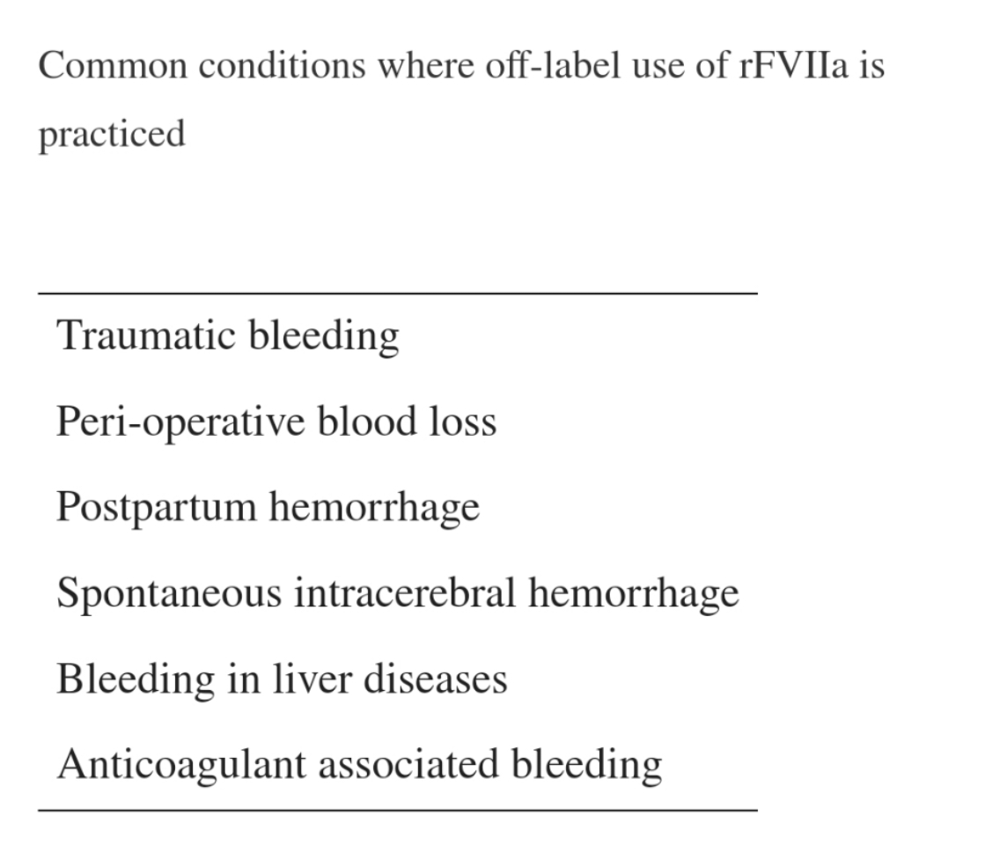 Common conditions where off-label use of rFVIIa is
practiced
Traumatic bleeding
Peri-operative blood loss
Postpartum hemorrhage
Spontaneous intracerebral hemorrhage
Bleeding in liver diseases
Anticoagulant associated bleeding